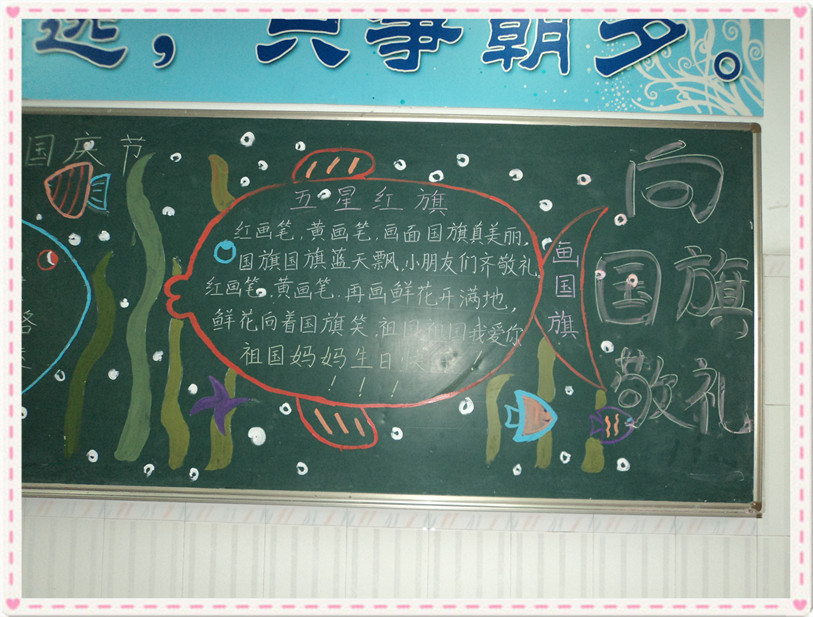 ，只争朝夕。
国庆节
五星红旗
红画笔，黄画笔，画面国旗真美丽，
国旗国旗蓝天飘，小朋友们齐敬礼
红画笔，黄画笔，再画鲜花开满地，
鲜花向着国旗笑，祖国祖国我爱你
祖国妈妈生日快乐！
！！！
画国旗
向
国旗
敬礼